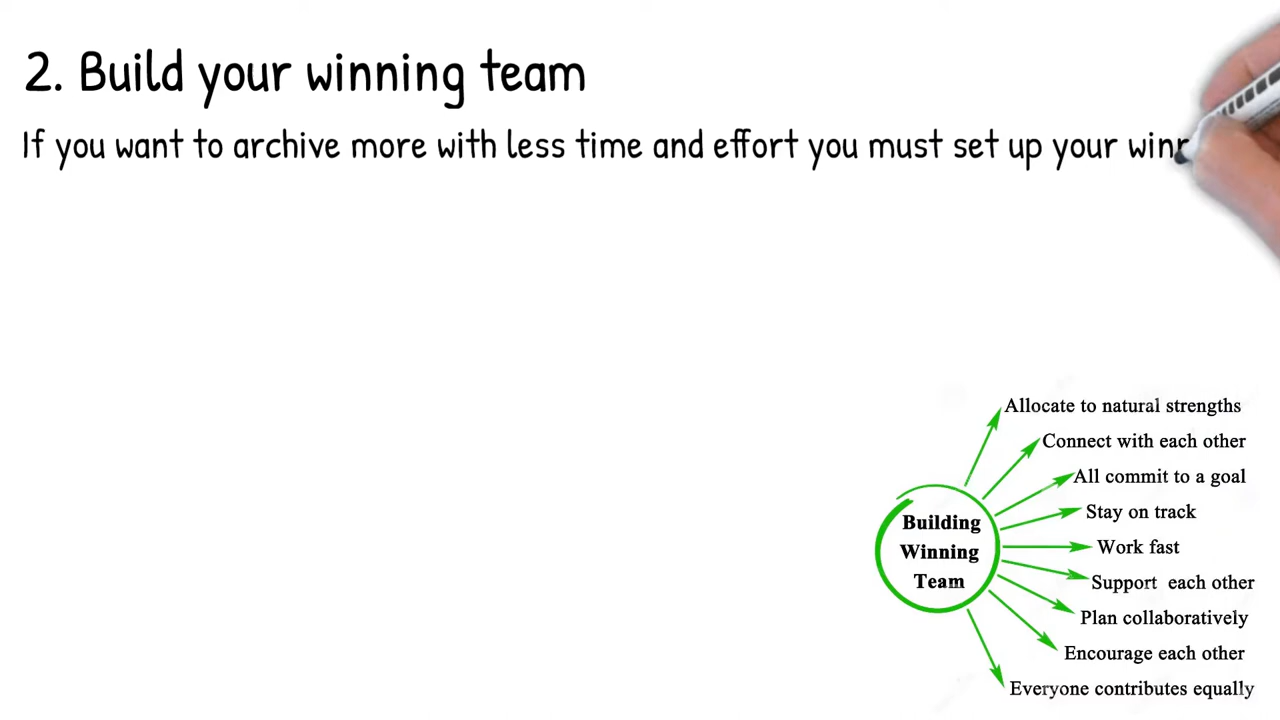 2. Build your winning team
If you want to archive more with less time and effort you must set up your
Allocate to natural strengths
Connect with each other
All commit to a goal
Stay on track
Work fast
Support each other
Plan collaboratively
Encourage each other
Everyone contributes equally
Building
Winning
Team